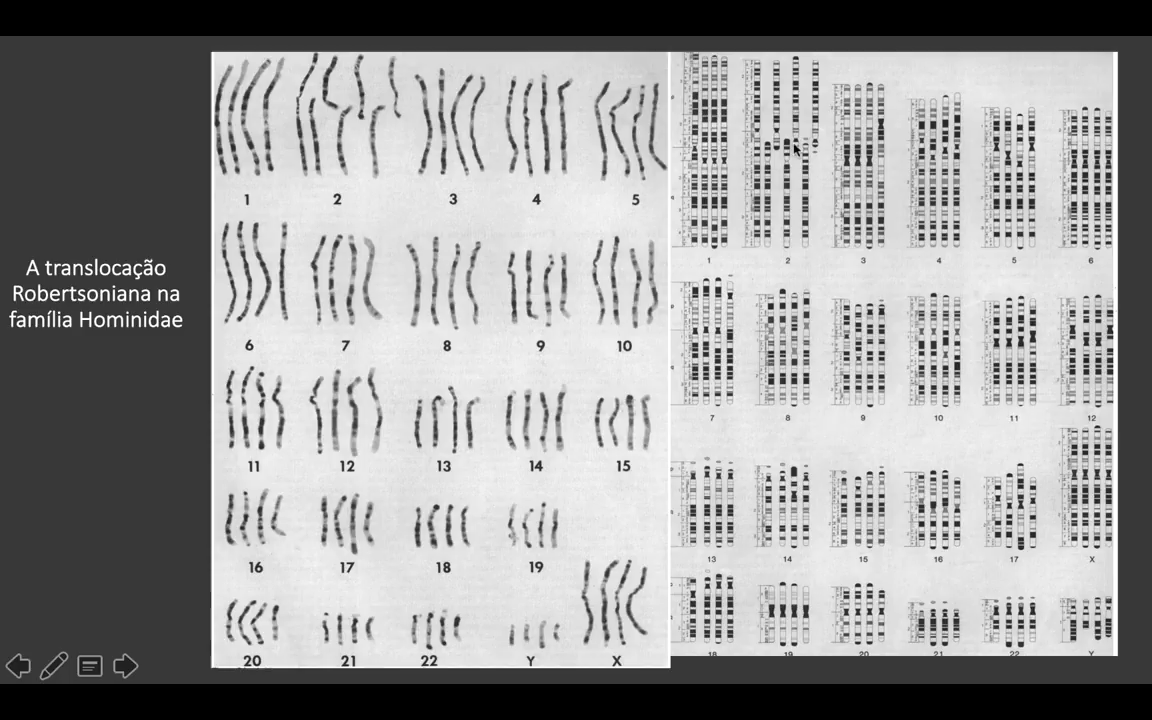 A translocação
Robertsoniana na
família Hominidae
1 2 3 4 5
6 7 8 9 10
11 12 13 14 15
16 17 18 19
20 21 22 Y X
1 2 3 4 5 6
7 8 9 10 11 12
13 14 15 16 17 X
18 19 20 21 22 Y